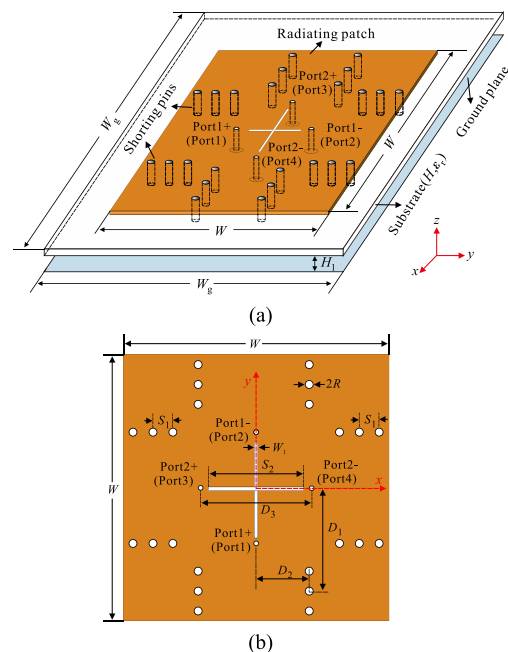 Radiating patch
Port2+
(Port3)
Shorting pins
Wg
Ground plane
Port1+
(Port1)
Port1-
(Port2)
Port2-
(Port4)
W
W
Substrate(H,εr)
H1
Wg
z
y
x
(a)
W
y
2R
S1
S1
Port1-
(Port2)
W1
S2
Port2+
(Port3)
Port2-
(Port4)
x
W
D3
D1
Port1+
(Port1)
D2
(b)